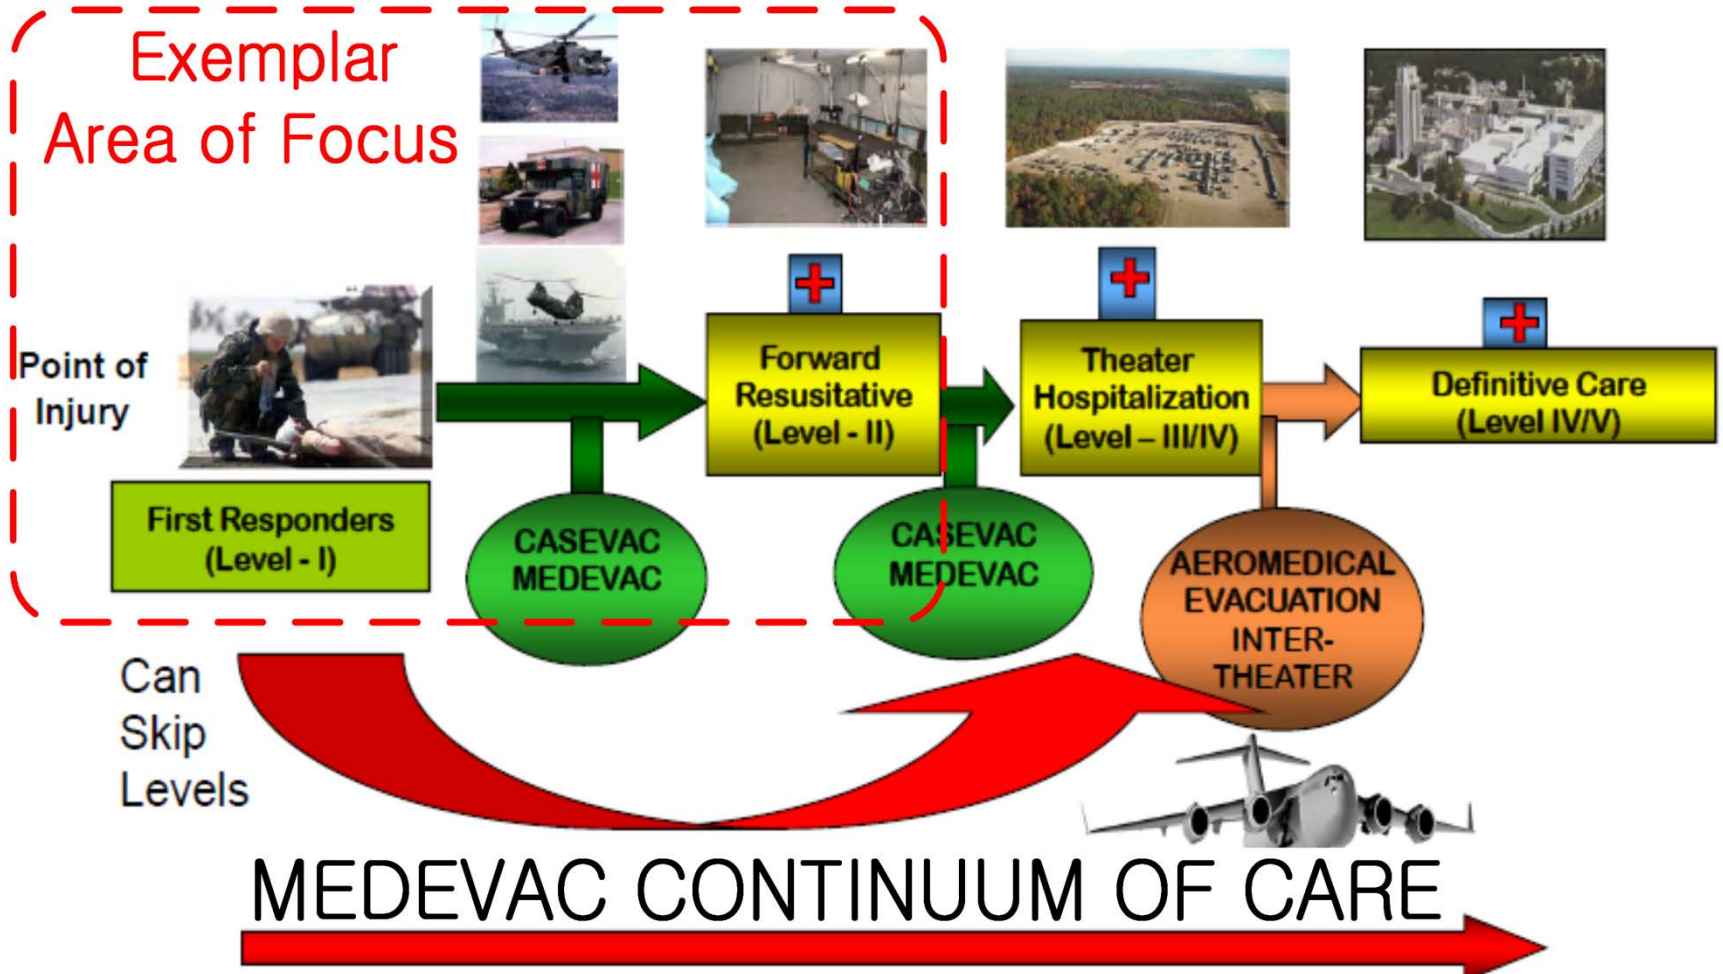 Exemplar
Area of Focus
Point of
Injury
First Responders
(Level - I)
CASEVAC
MEDEVAC
Forward
Resusitative
(Level - II)
CASEVAC
MEDEVAC
Theater
Hospitalization
(Level – III/IV)
AEROMEDICAL
EVACUATION
INTER-
THEATER
Definitive Care
(Level IV/V)
Can
Skip
Levels
MEDEVAC CONTINUUM OF CARE